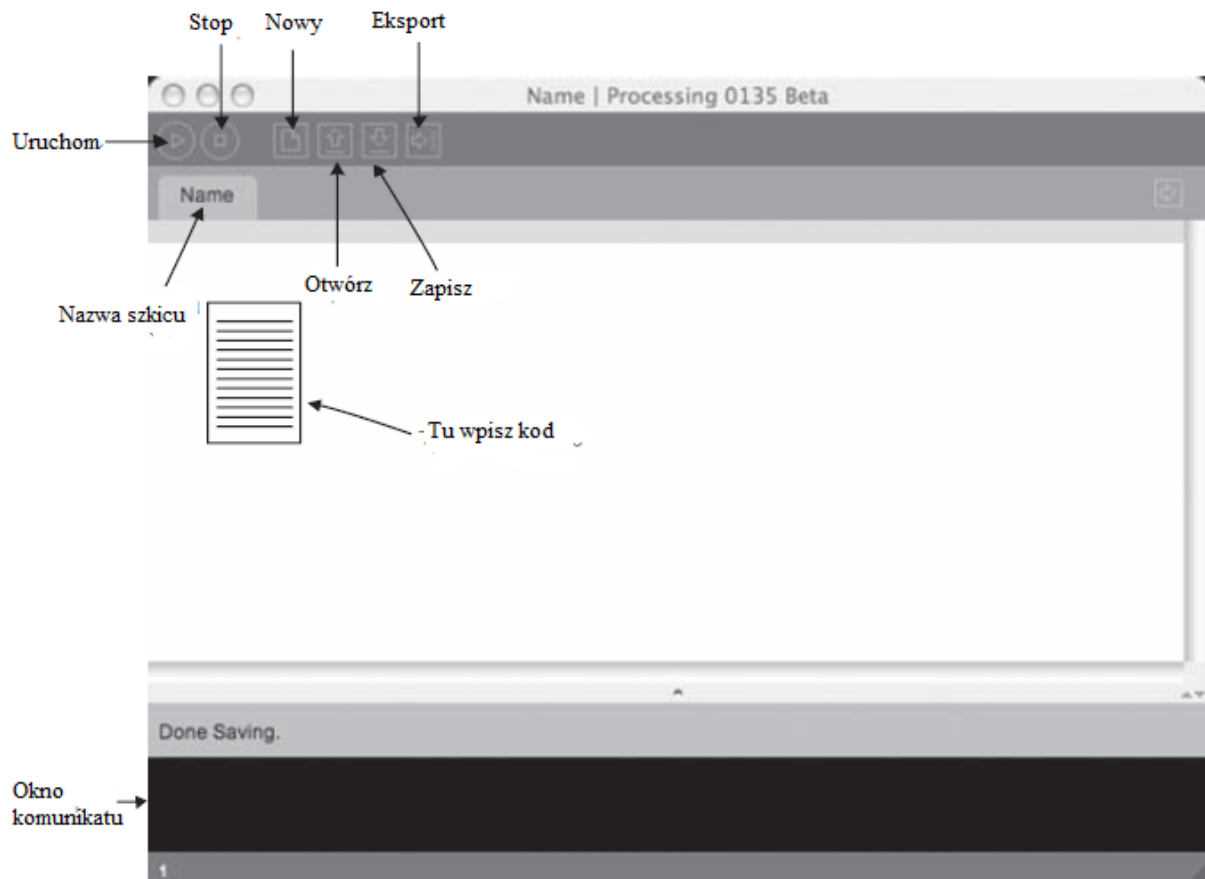 Stop
Nowy
Eksport
Name | Processing 0135 Beta
Uruchom
Name
Otwórz
Zapisz
Nazwa szkicu
Tu wpisz kod
Done Saving.
Okno
komunikatu
1